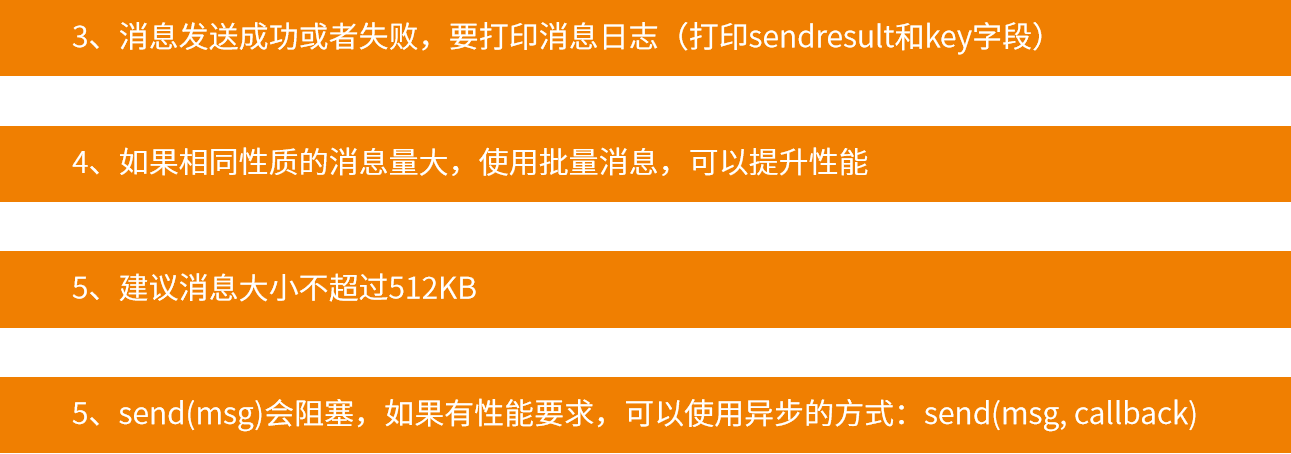 3、消息发送成功或者失败，要打印消息日志（打印sendresult和key字段）
4、如果相同性质的消息量大，使用批量消息，可以提升性能
5、建议消息大小不超过512KB
5、send(msg)会阻塞，如果有性能要求，可以使用异步的方式：send(msg, callback)